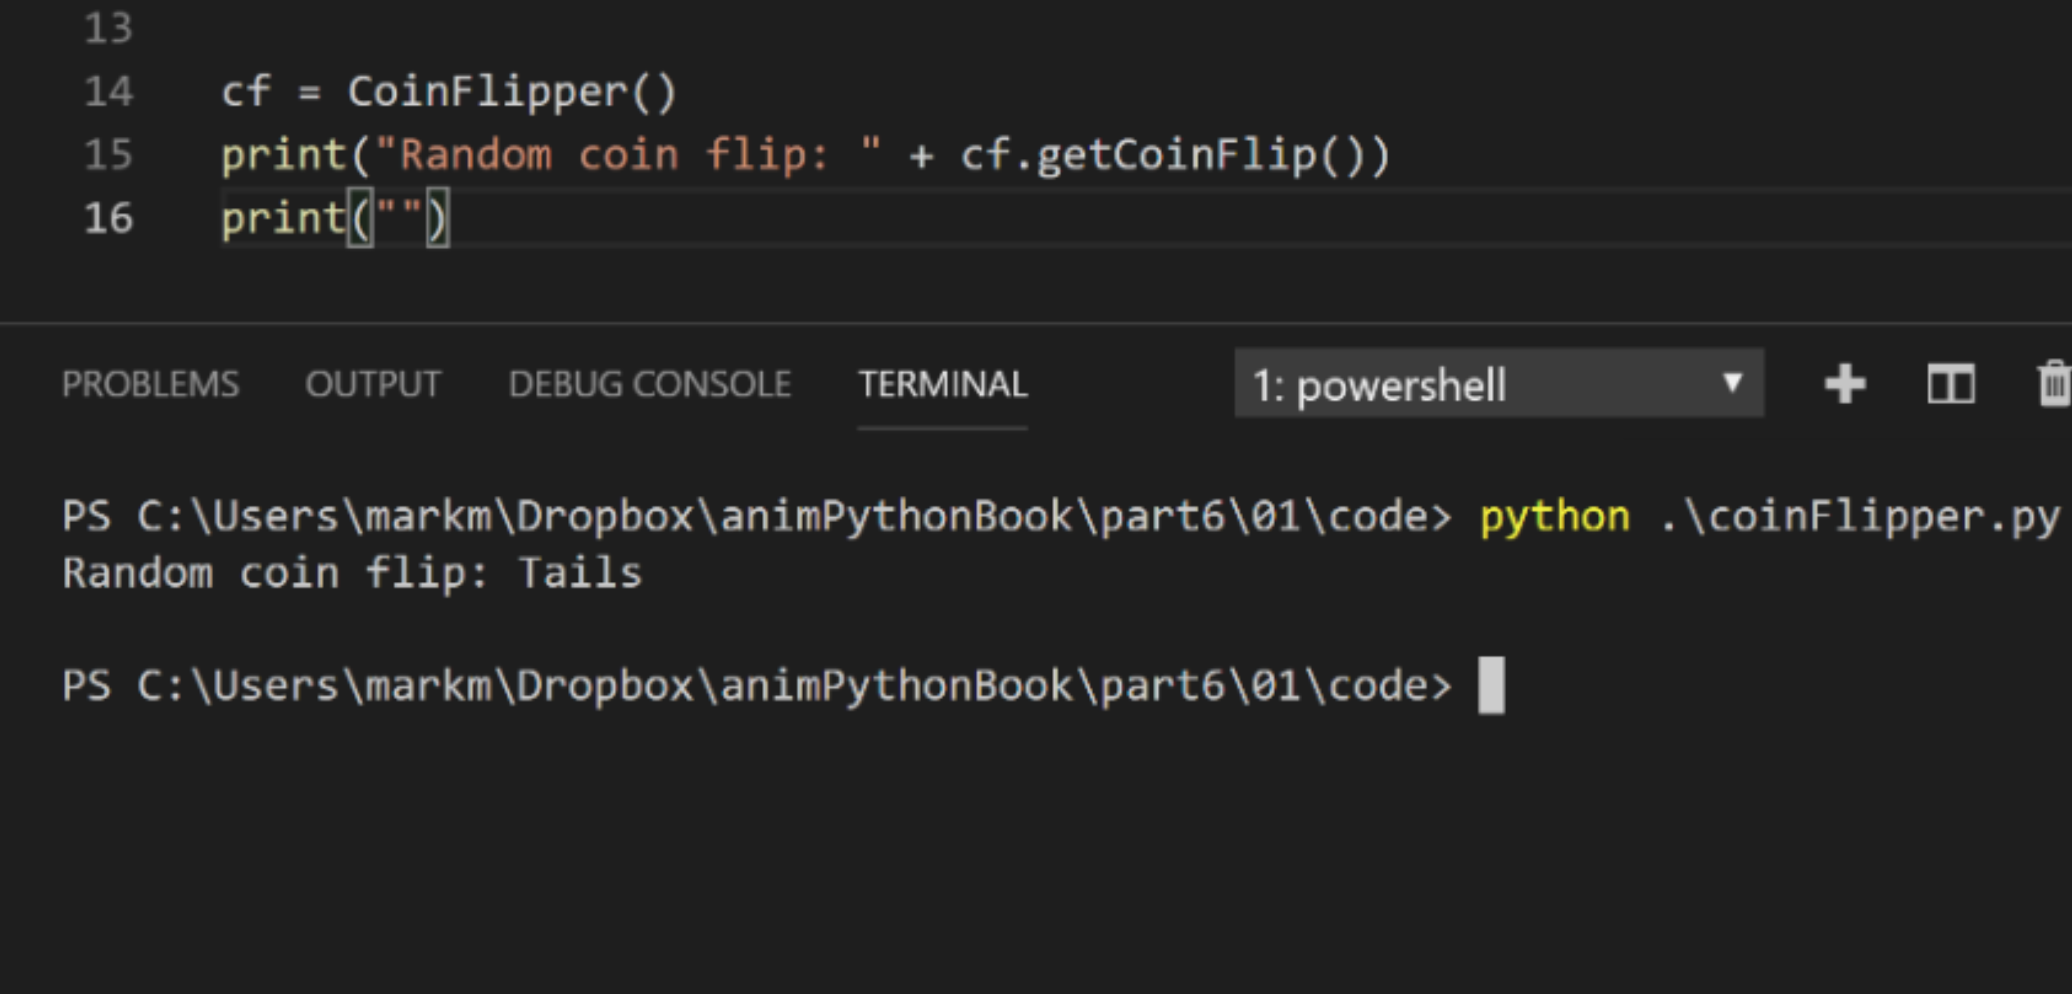 13
14 cf = CoinFlipper()
15 print("Random coin flip: " + cf.getCoinFlip())
16 print("")
PROBLEMS OUTPUT DEBUG CONSOLE TERMINAL 1: powershell
PS C:\Users\markm\Dropbox\animPythonBook\part6\01\code> python .\coinFlipper.py
Random coin flip: Tails
PS C:\Users\markm\Dropbox\animPythonBook\part6\01\code>